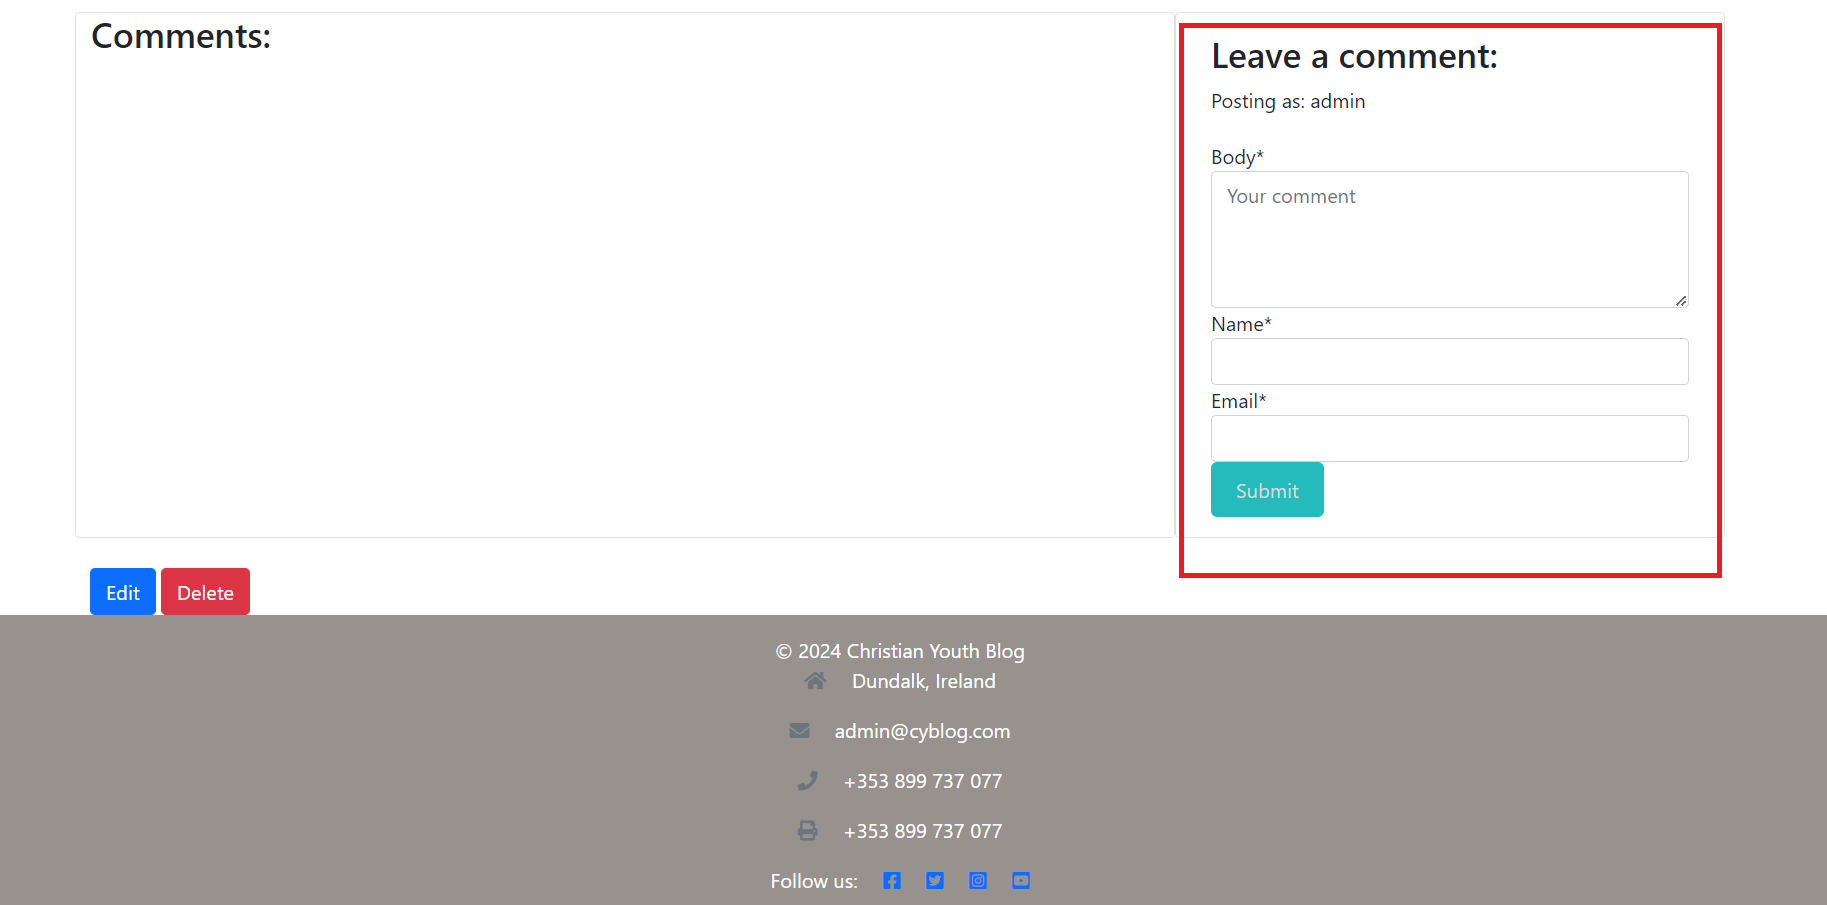 Comments:
Leave a comment:
Posting as: admin
Body*
Your comment
Name*
Email*
Submit
Edit Delete
© 2024 Christian Youth Blog
Dundalk, Ireland
admin@cyblog.com
+353 899 737 077
+353 899 737 077
Follow us: